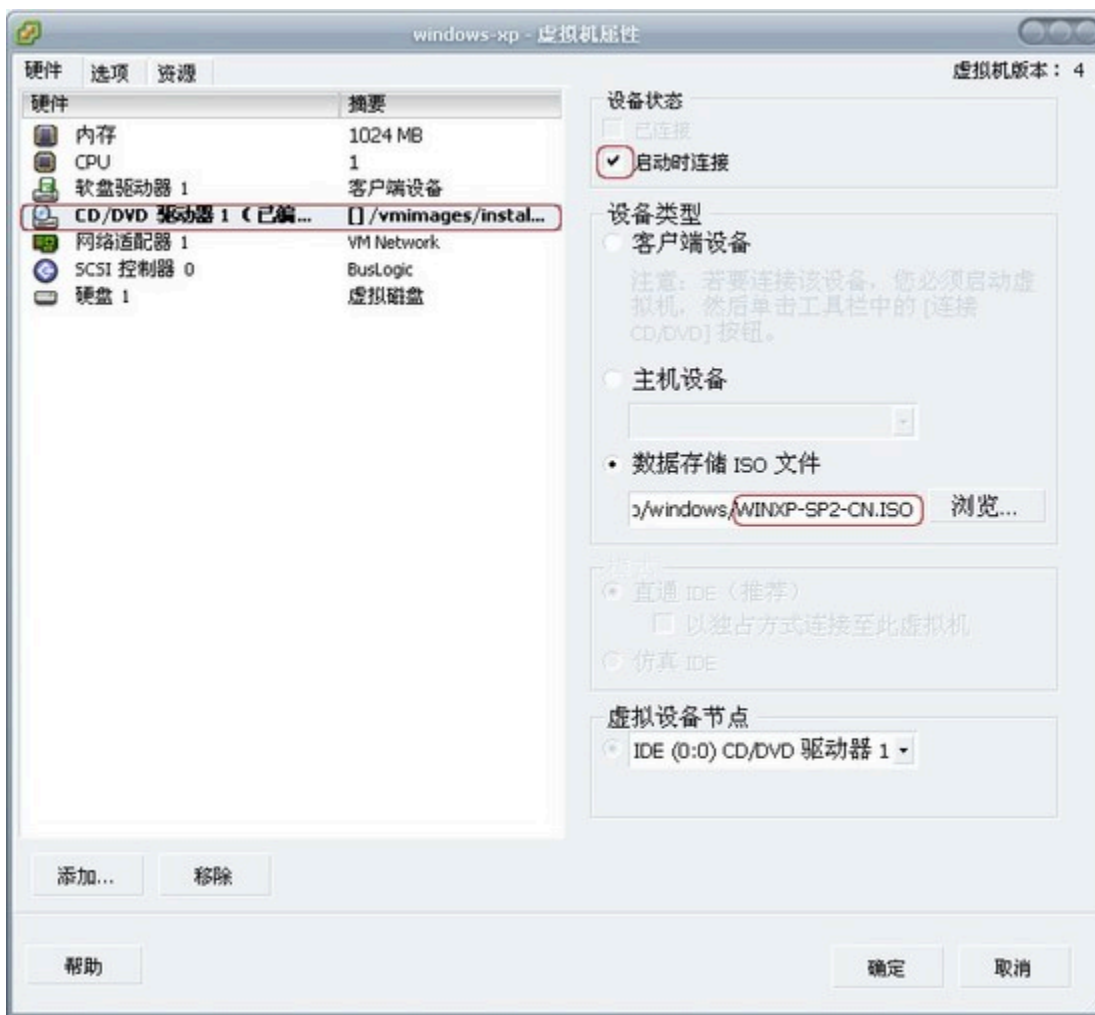 windows-xp - 虚拟机属性
硬件 选项 资源
虚拟机版本： 4
硬件 摘要
内存 1024 MB
CPU 1
软盘驱动器 1 客户端设备
CD/DVD 驱动器 1 （已编... [] /vmimages/instal...
网络适配器 1 VM Network
SCSI 控制器 0 BusLogic
硬盘 1 虚拟磁盘
添加... 移除
设备状态
已连接
启动时连接
设备类型
客户端设备
注意：若要连接该设备，您必须启动虚
拟机，然后单击工具栏中的 [连接
CD/DVD] 按钮。
主机设备
数据存储 ISO 文件
/windows/WINXP-SP2-CN.ISO 浏览...
直通 IDE（推荐）
以独占方式连接至此虚拟机
仿真 IDE
虚拟设备节点
IDE (0:0) CD/DVD 驱动器 1
帮助 确定 取消